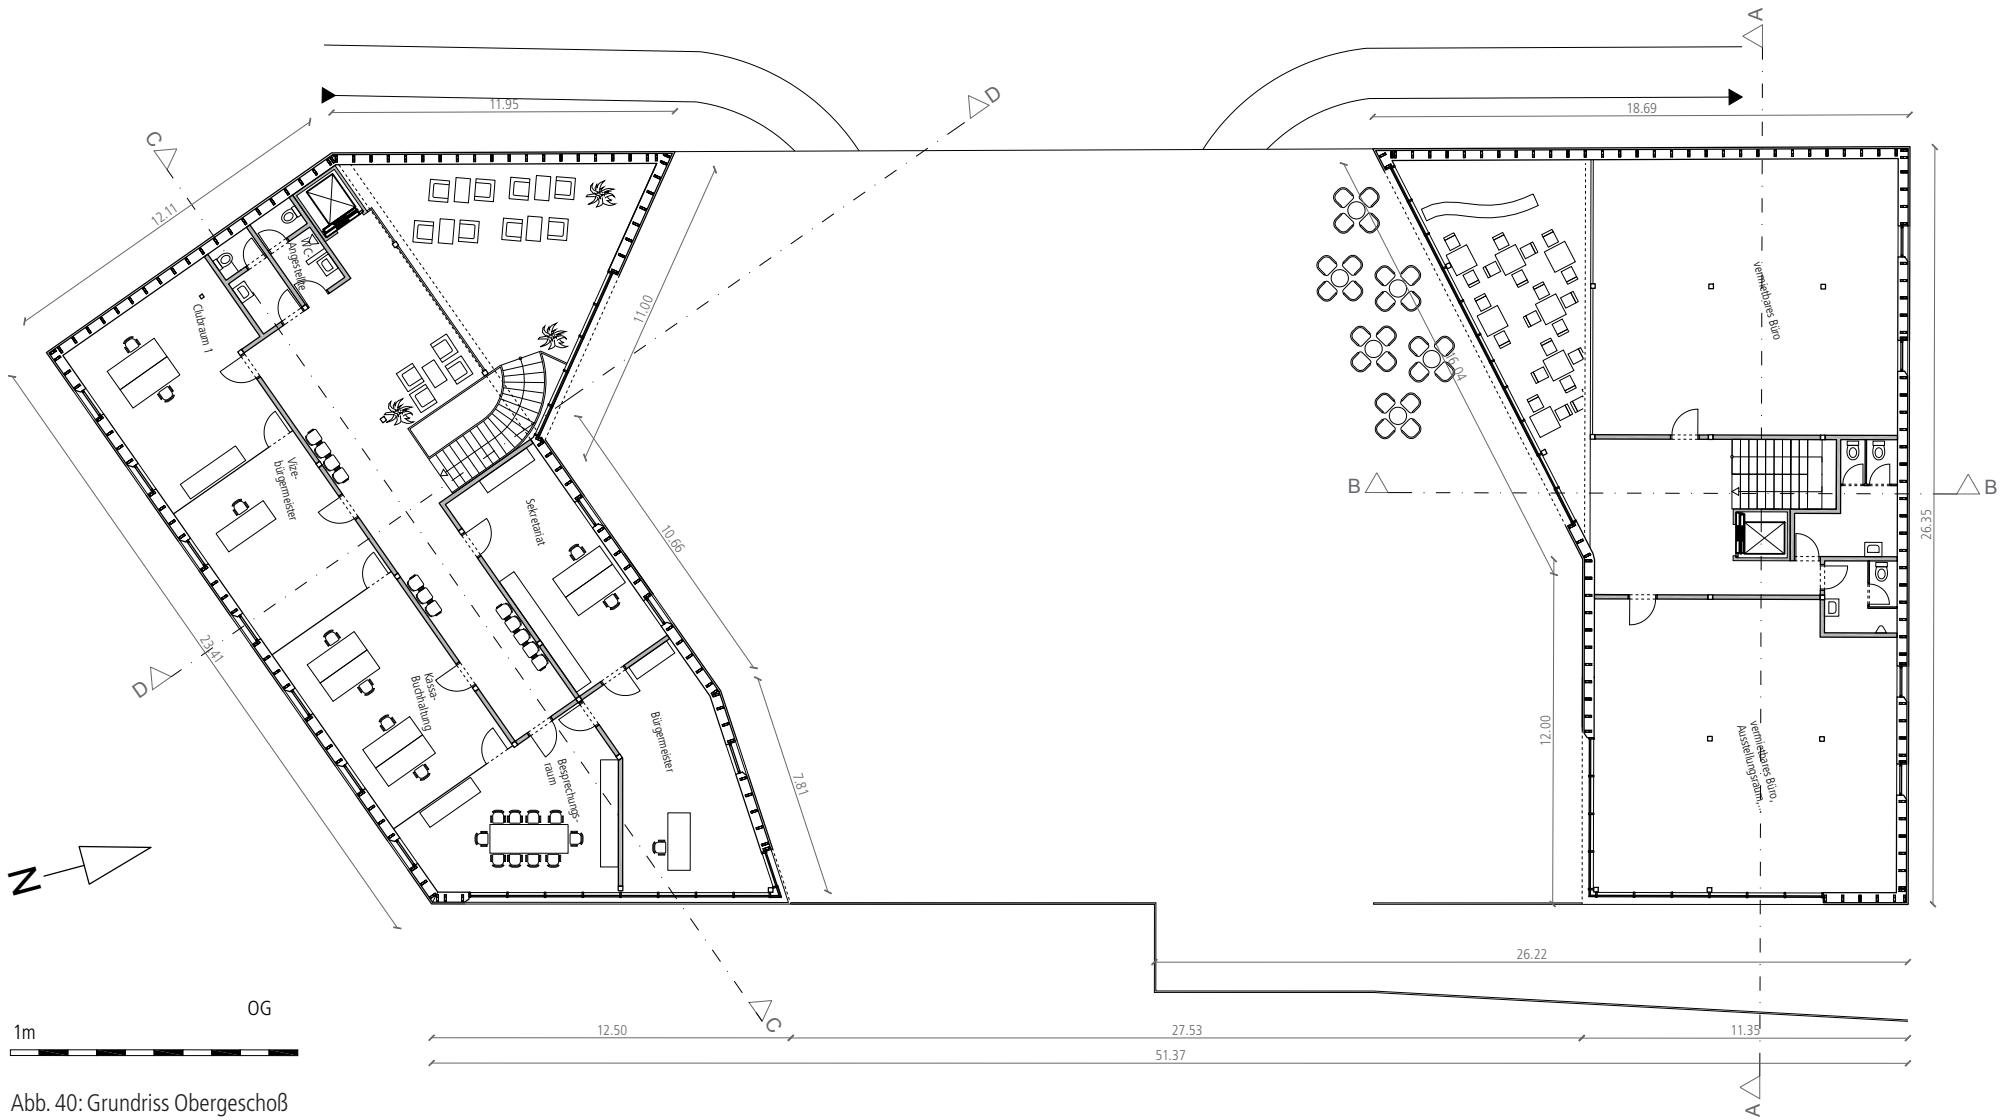 A
D
11.95
18.69
C
12.11
WC-
Angestellte
11.00
vermietbares Büro
Clubraum 1
16.04
Vize-
bürgermeister
B
B
Sekretariat
10.66
26.35
23.41
D
Kassa-
Buchhaltung
Bürgermeister
12.00
vermietbares Büro,
Ausstellungsraum,...
Besprechungs-
raum
7.81
N
26.22
OG
C
1m
12.50
27.53
11.35
51.37
A
Abb. 40: Grundriss Obergeschoß